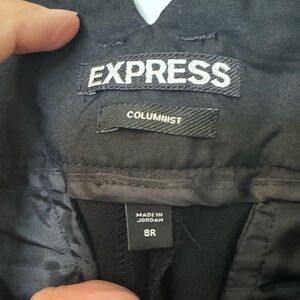 EXPRESS
COLUMNIST
MADE IN
JORDAN
8R